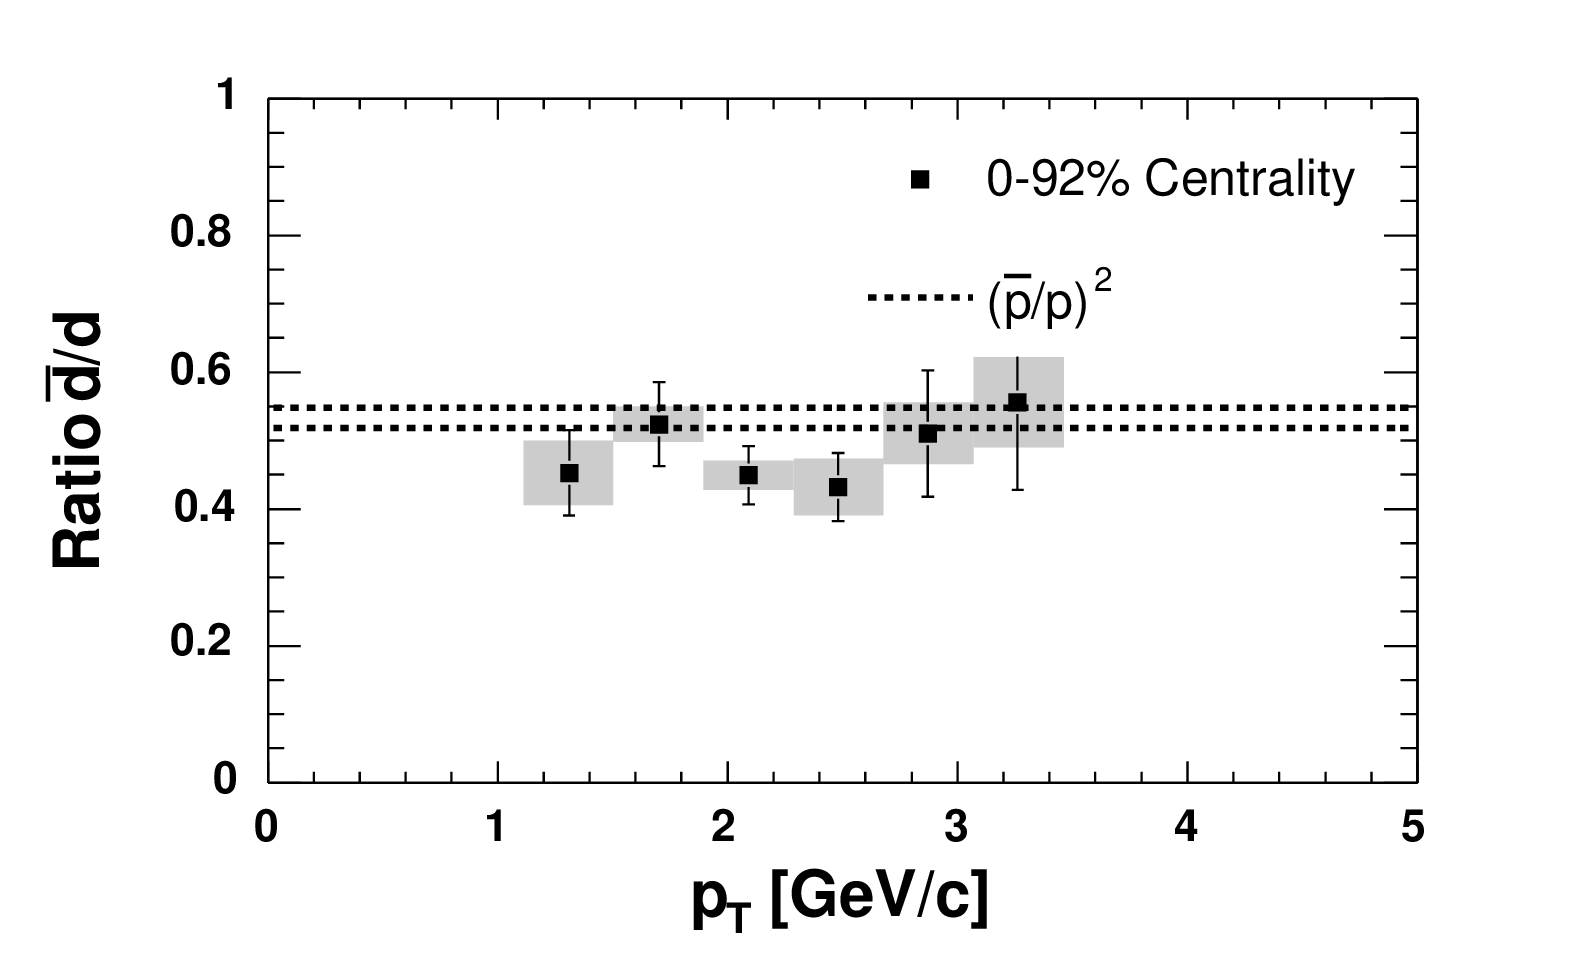 1
0.8
0.6
0.4
0.2
0
Ratio d̅/d
0-92% Centrality
(p̅/p)²
0 1 2 3 4 5
p_T [GeV/c]